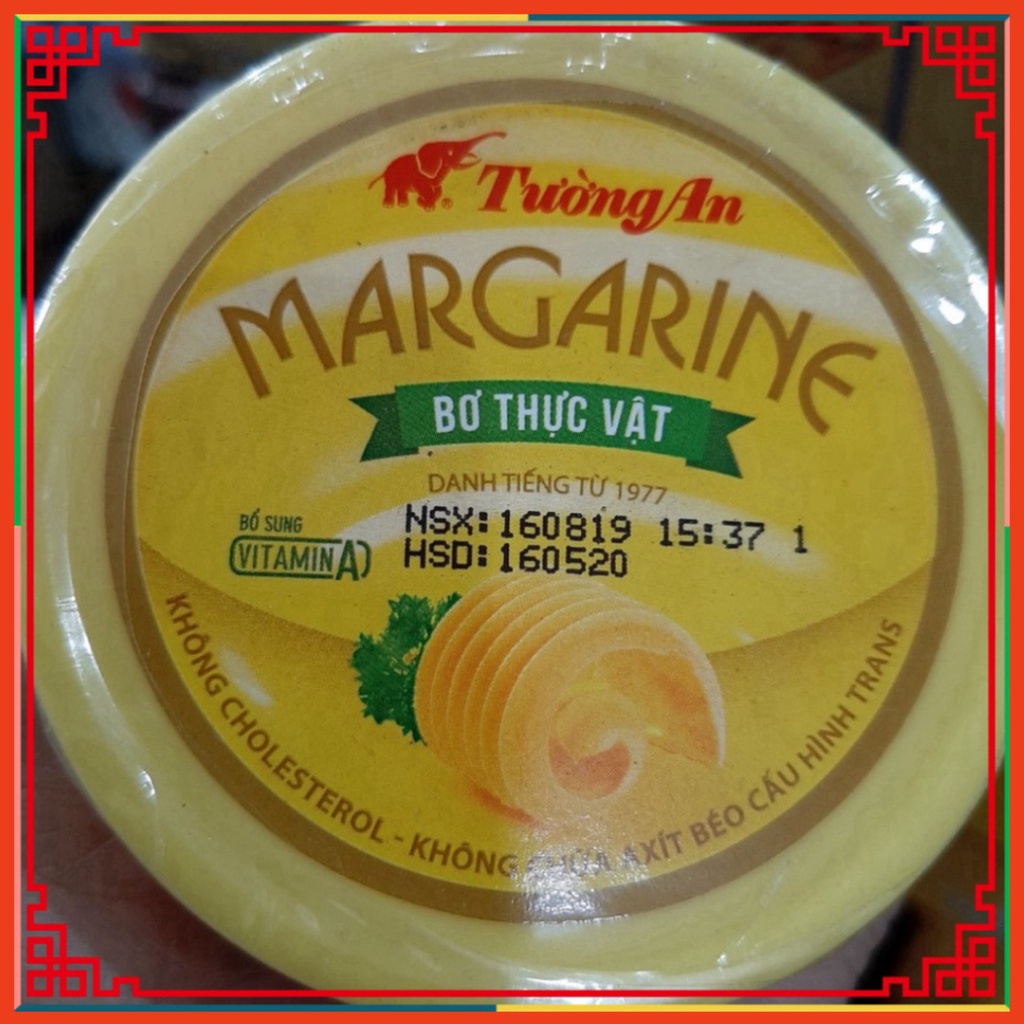 Tường An
MARGARINE
BƠ THỰC VẬT
DANH TIẾNG TỪ 1977
NSX: 160819 15:37 1
HSD: 160520
BỔ SUNG
VITAMIN A
KHÔNG CHOLESTEROL - KHÔNG CHỨA AXÍT BÉO CẤU HÌNH TRANS